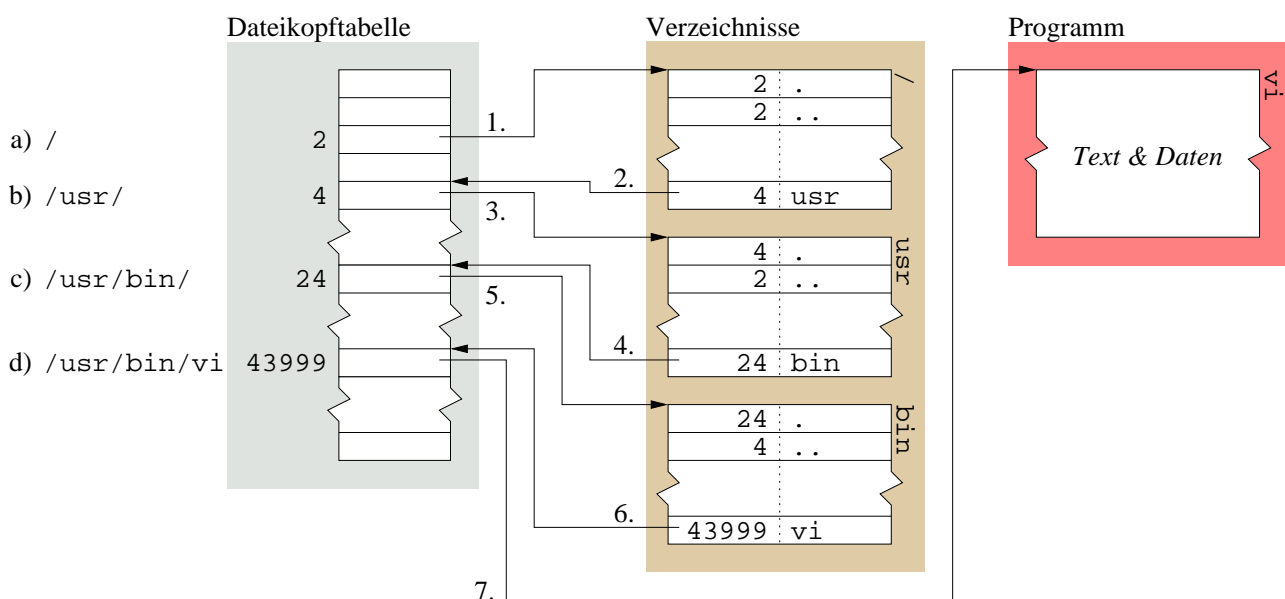 Dateikopftabelle
Verzeichnisse
Programm
a) /
2
1.
2 .
2 ..
/
b) /usr/
4
2.
4 usr
3.
c) /usr/bin/
24
4 .
2 ..
usr
5.
4.
24 bin
d) /usr/bin/vi
43999
24 .
4 ..
bin
6.
43999 vi
7.
vi
Text & Daten